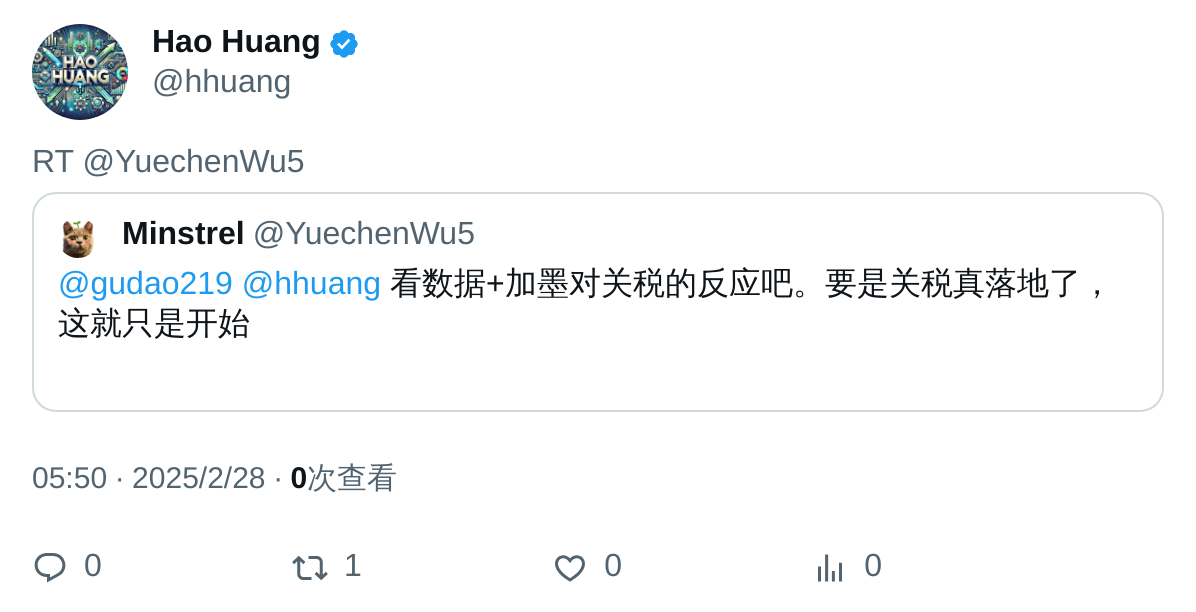 HAO
HUANG
Hao Huang
@hhuang
RT @YuechenWu5
Minstrel @YuechenWu5
@gudao219 @hhuang 看数据+加墨对关税的反应吧。要是关税真落地了，
这就只是开始
05:50 · 2025/2/28 · 0次查看
0 1 0 0